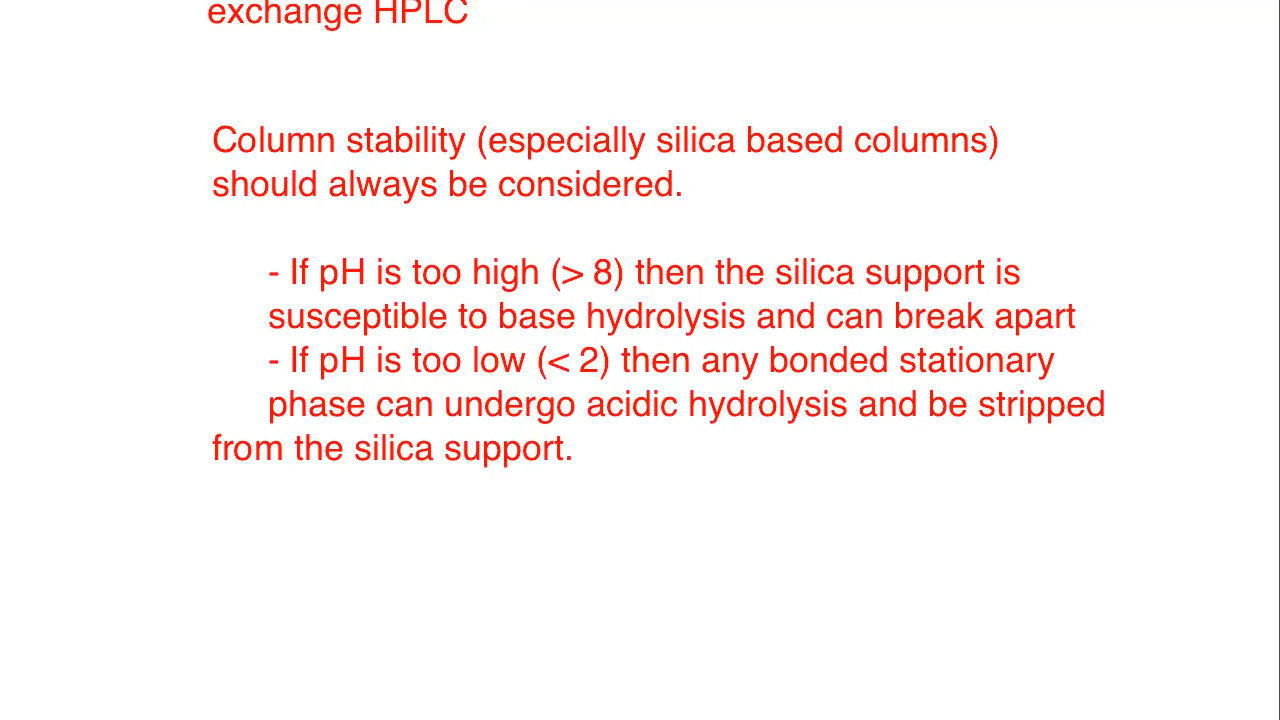 exchange HPLC
Column stability (especially silica based columns)
should always be considered.
- If pH is too high (> 8) then the silica support is
susceptible to base hydrolysis and can break apart
- If pH is too low (< 2) then any bonded stationary
phase can undergo acidic hydrolysis and be stripped
from the silica support.